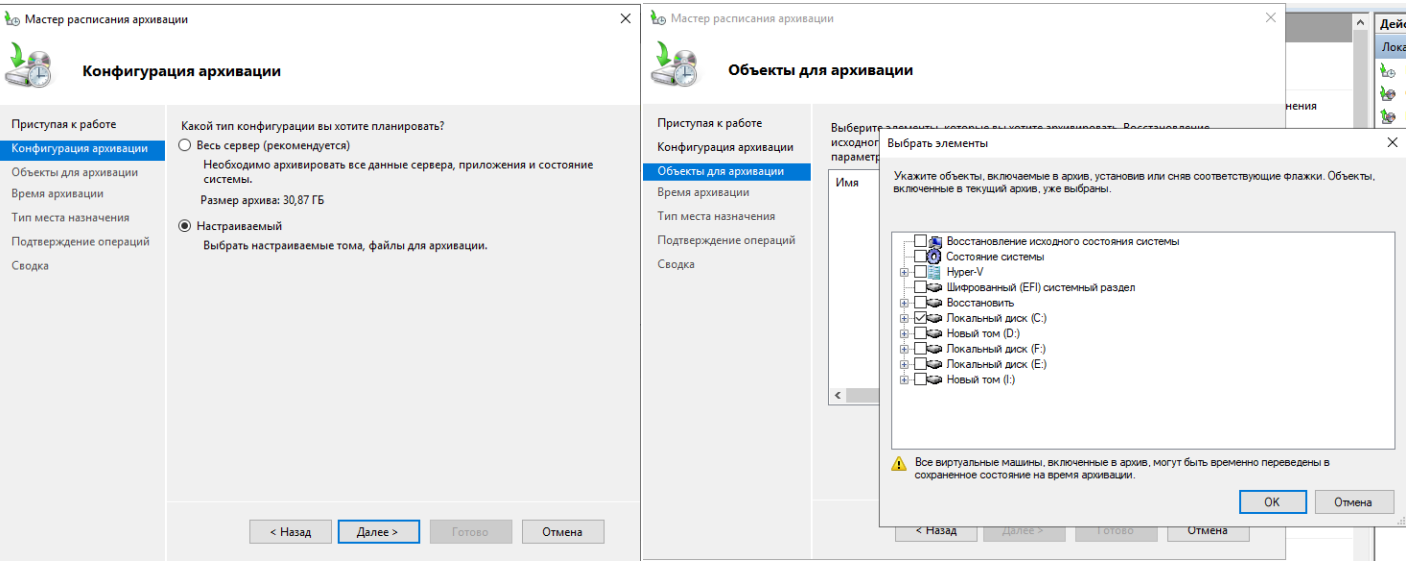 Мастер расписания архивации
Конфигурация архивации
Приступая к работе
Конфигурация архивации
Объекты для архивации
Время архивации
Тип места назначения
Подтверждение операций
Сводка
Какой тип конфигурации вы хотите планировать?
Весь сервер (рекомендуется)
Необходимо архивировать все данные сервера, приложения и состояние
системы.
Размер архива: 30,87 ГБ
Настраиваемый
Выбрать настраиваемые тома, файлы для архивации.
< Назад
Далее >
Готово
Отмена
Мастер расписания архивации
Объекты для архивации
Приступая к работе
Конфигурация архивации
Объекты для архивации
Время архивации
Тип места назначения
Подтверждение операций
Сводка
Выберите элементы, которые вы хотите архивировать. Восстановление
исходног
параметр
Имя
< Назад
Далее >
Готово
Отмена
Выбрать элементы
Укажите объекты, включаемые в архив, установив или сняв соответствующие флажки. Объекты,
включенные в текущий архив, уже выбраны.
Восстановление исходного состояния системы
Состояние системы
Hyper-V
Шифрованный (EFI) системный раздел
Восстановить
Локальный диск (C:)
Новый том (D:)
Локальный диск (F:)
Локальный диск (E:)
Новый том (I:)
Все виртуальные машины, включенные в архив, могут быть временно переведены в
сохраненное состояние на время архивации.
OK
Отмена
нения
Дейс
Лока